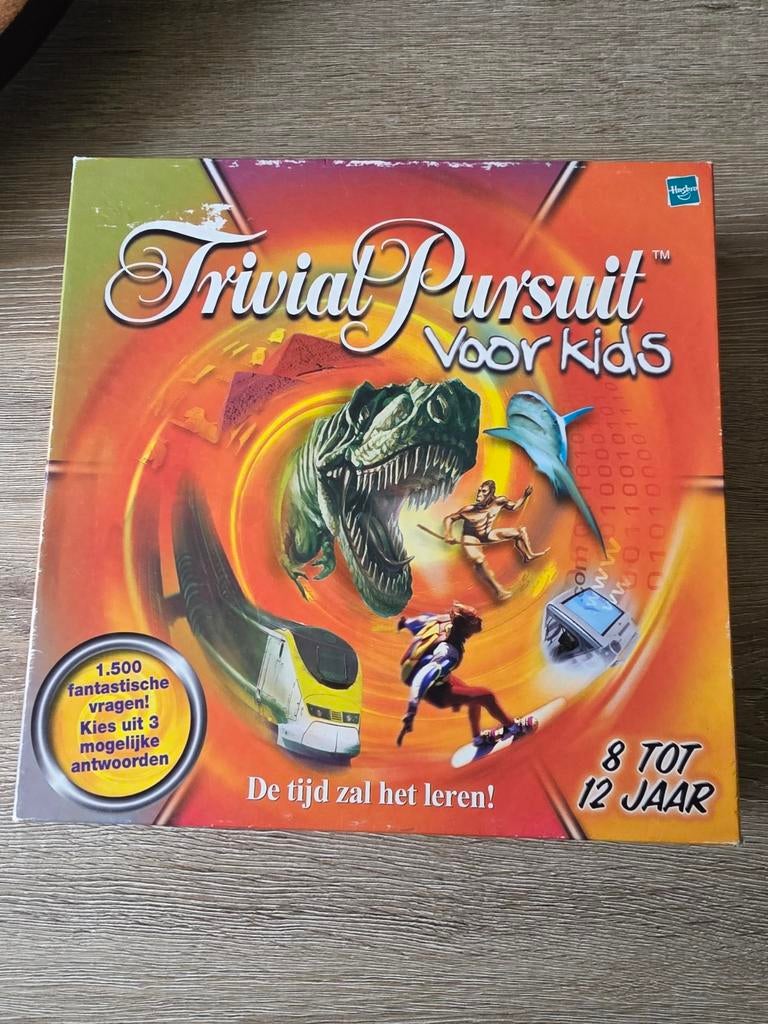 Hasbro
Trivial Pursuit™
voor kids
1.500
fantastische
vragen!
Kies uit 3
mogelijke
antwoorden
De tijd zal het leren!
8 TOT
12 JAAR